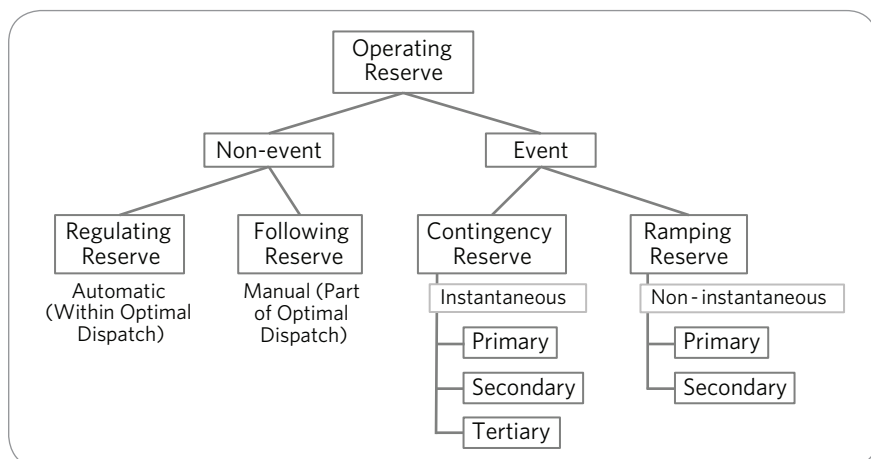 Operating
Reserve
Non-event
Event
Regulating
Reserve
Following
Reserve
Contingency
Reserve
Ramping
Reserve
Automatic
(Within Optimal
Dispatch)
Manual (Part
of Optimal
Dispatch)
Instantaneous
Primary
Secondary
Tertiary
Non-instantaneous
Primary
Secondary